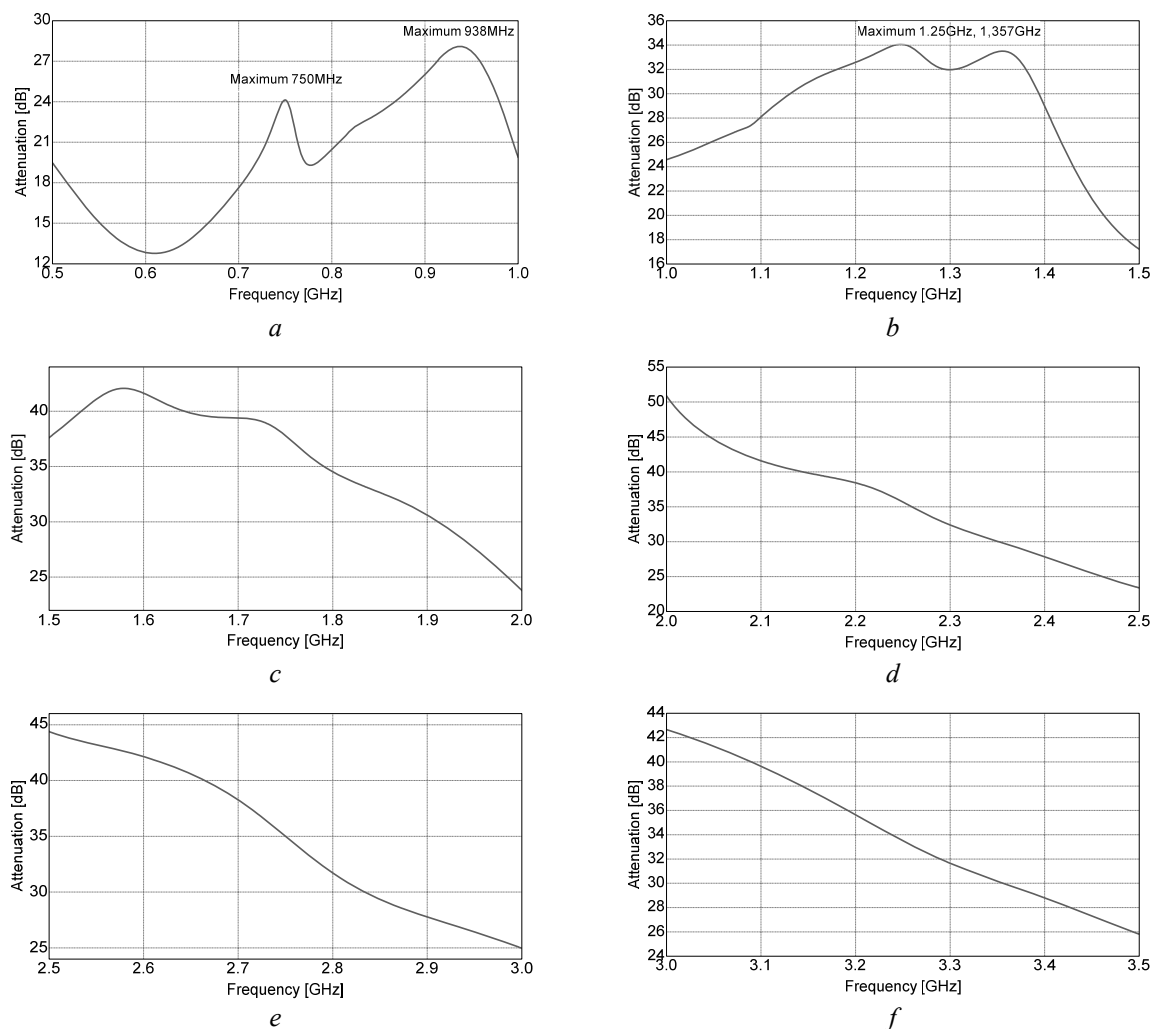 30
27
24
21
18
15
12
Attenuation [dB]
Maximum 938MHz
Maximum 750MHz
0.5 0.6 0.7 0.8 0.9 1.0
Frequency [GHz]
a
36
34
32
30
28
26
24
22
20
18
16
Attenuation [dB]
Maximum 1.25GHz, 1,357GHz
1.0 1.1 1.2 1.3 1.4 1.5
Frequency [GHz]
b
40
35
30
25
Attenuation [dB]
1.5 1.6 1.7 1.8 1.9 2.0
Frequency [GHz]
c
55
50
45
40
35
30
25
20
Attenuation [dB]
2.0 2.1 2.2 2.3 2.4 2.5
Frequency [GHz]
d
45
40
35
30
25
Attenuation [dB]
2.5 2.6 2.7 2.8 2.9 3.0
Frequency [GHz]
e
44
42
40
38
36
34
32
30
28
26
24
Attenuation [dB]
3.0 3.1 3.2 3.3 3.4 3.5
Frequency [GHz]
f